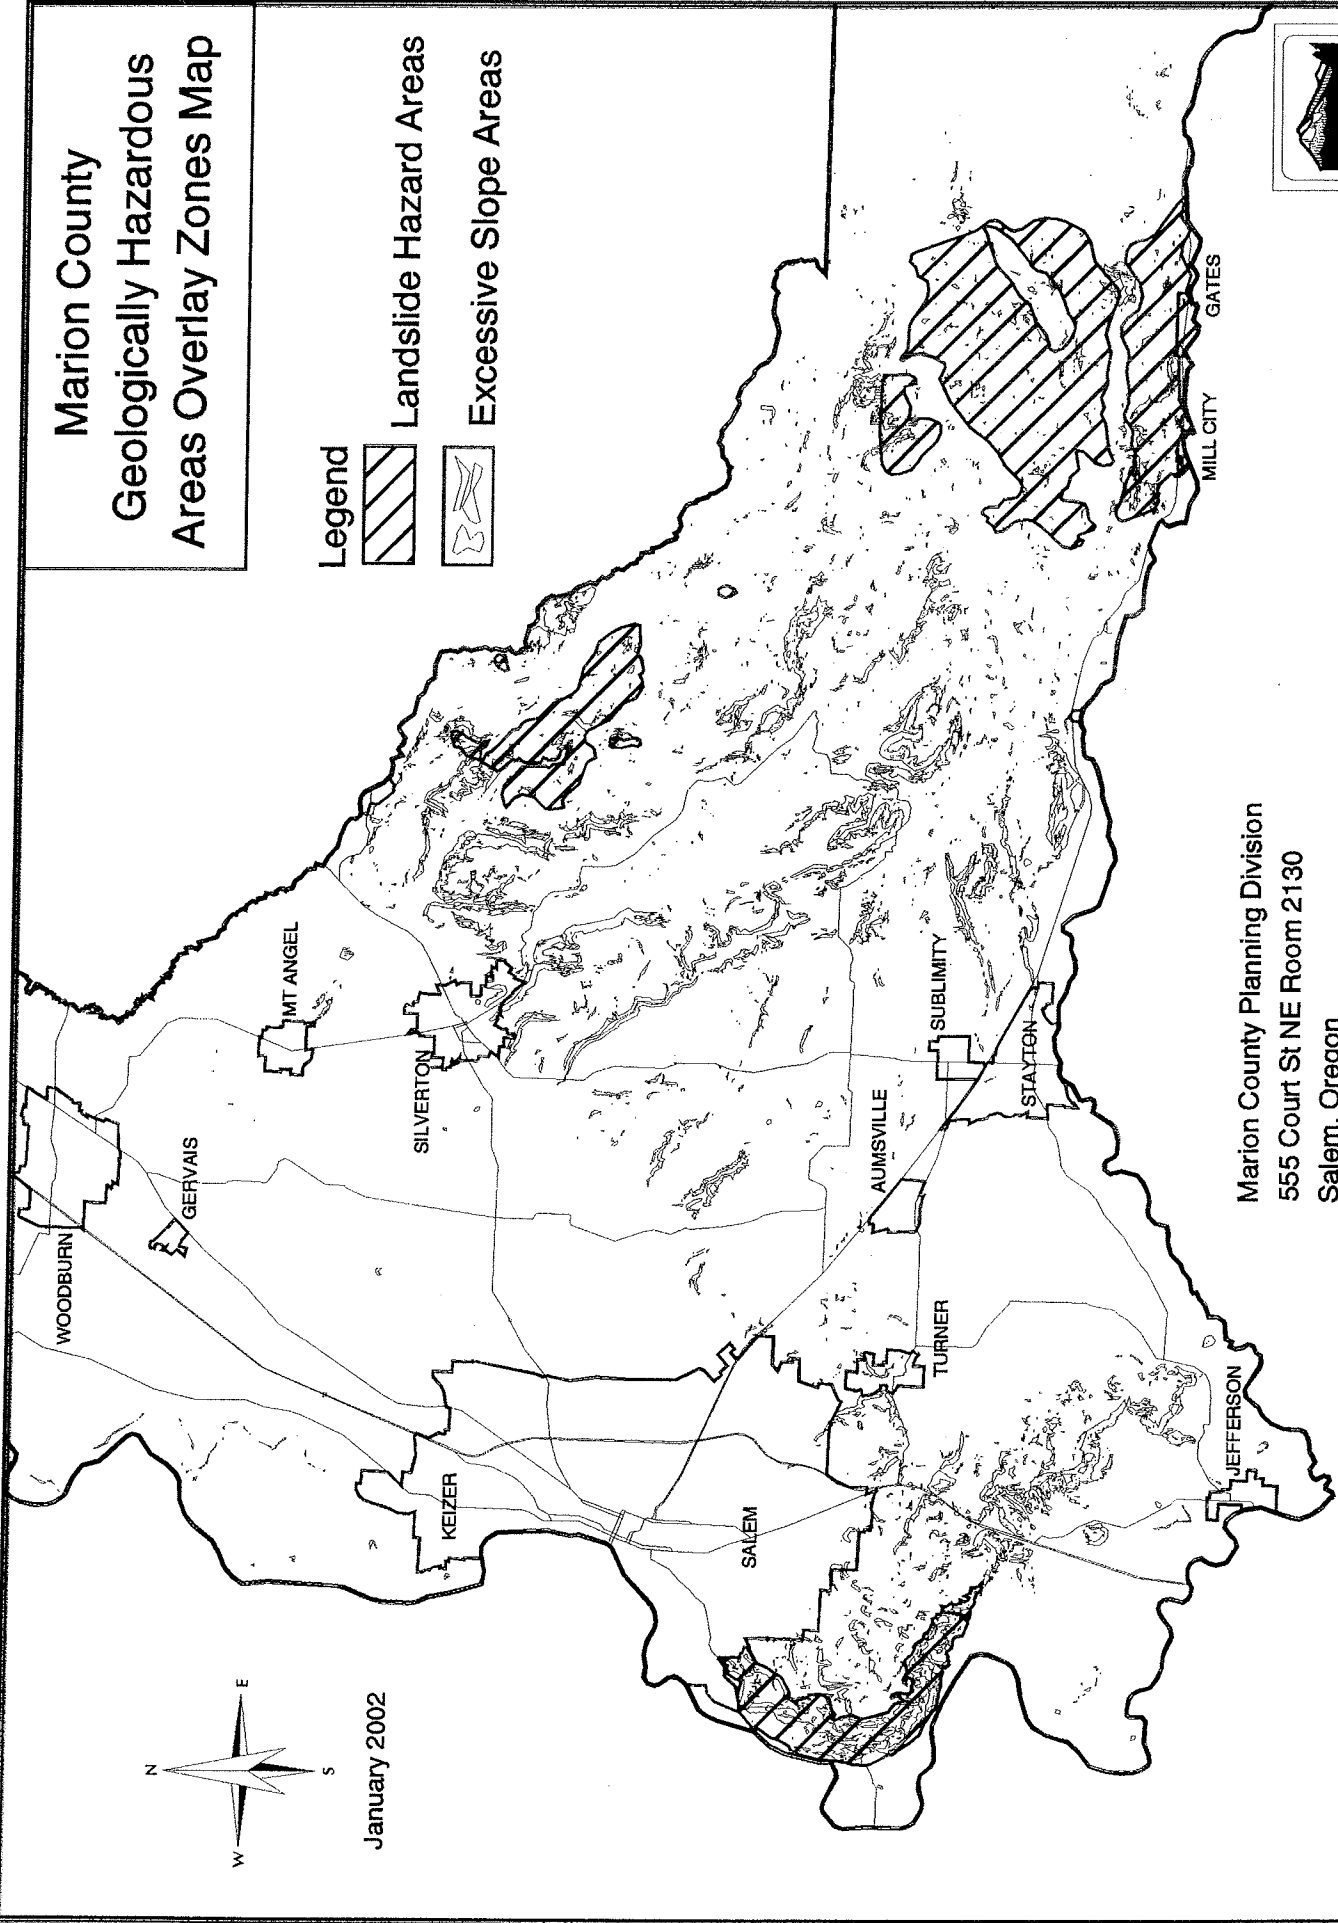 Marion County
Geologically Hazardous
Areas Overlay Zones Map
Legend
Landslide Hazard Areas
Excessive Slope Areas
N
W
E
S
January 2002
WOODBURN
GERVAIS
MT ANGEL
SILVERTON
KEIZER
SALEM
AUMSVILLE
SUBLIMITY
STAYTON
TURNER
JEFFERSON
MILL CITY
GATES
Marion County Planning Division
555 Court St NE Room 2130
Salem, Oregon